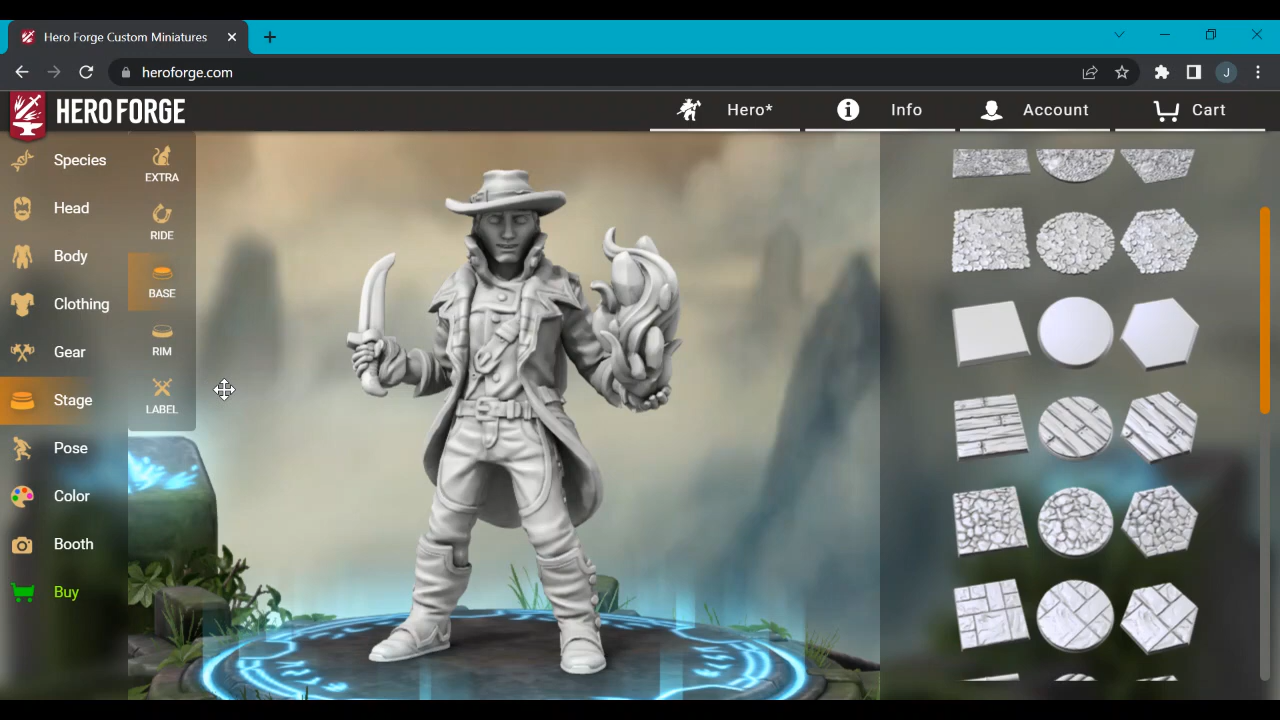 Hero Forge Custom Miniatures
heroforge.com
J
HERO FORGE
Hero*
Info
Account
Cart
Species
Head
Body
Clothing
Gear
Stage
Pose
Color
Booth
Buy
EXTRA
RIDE
BASE
RIM
LABEL